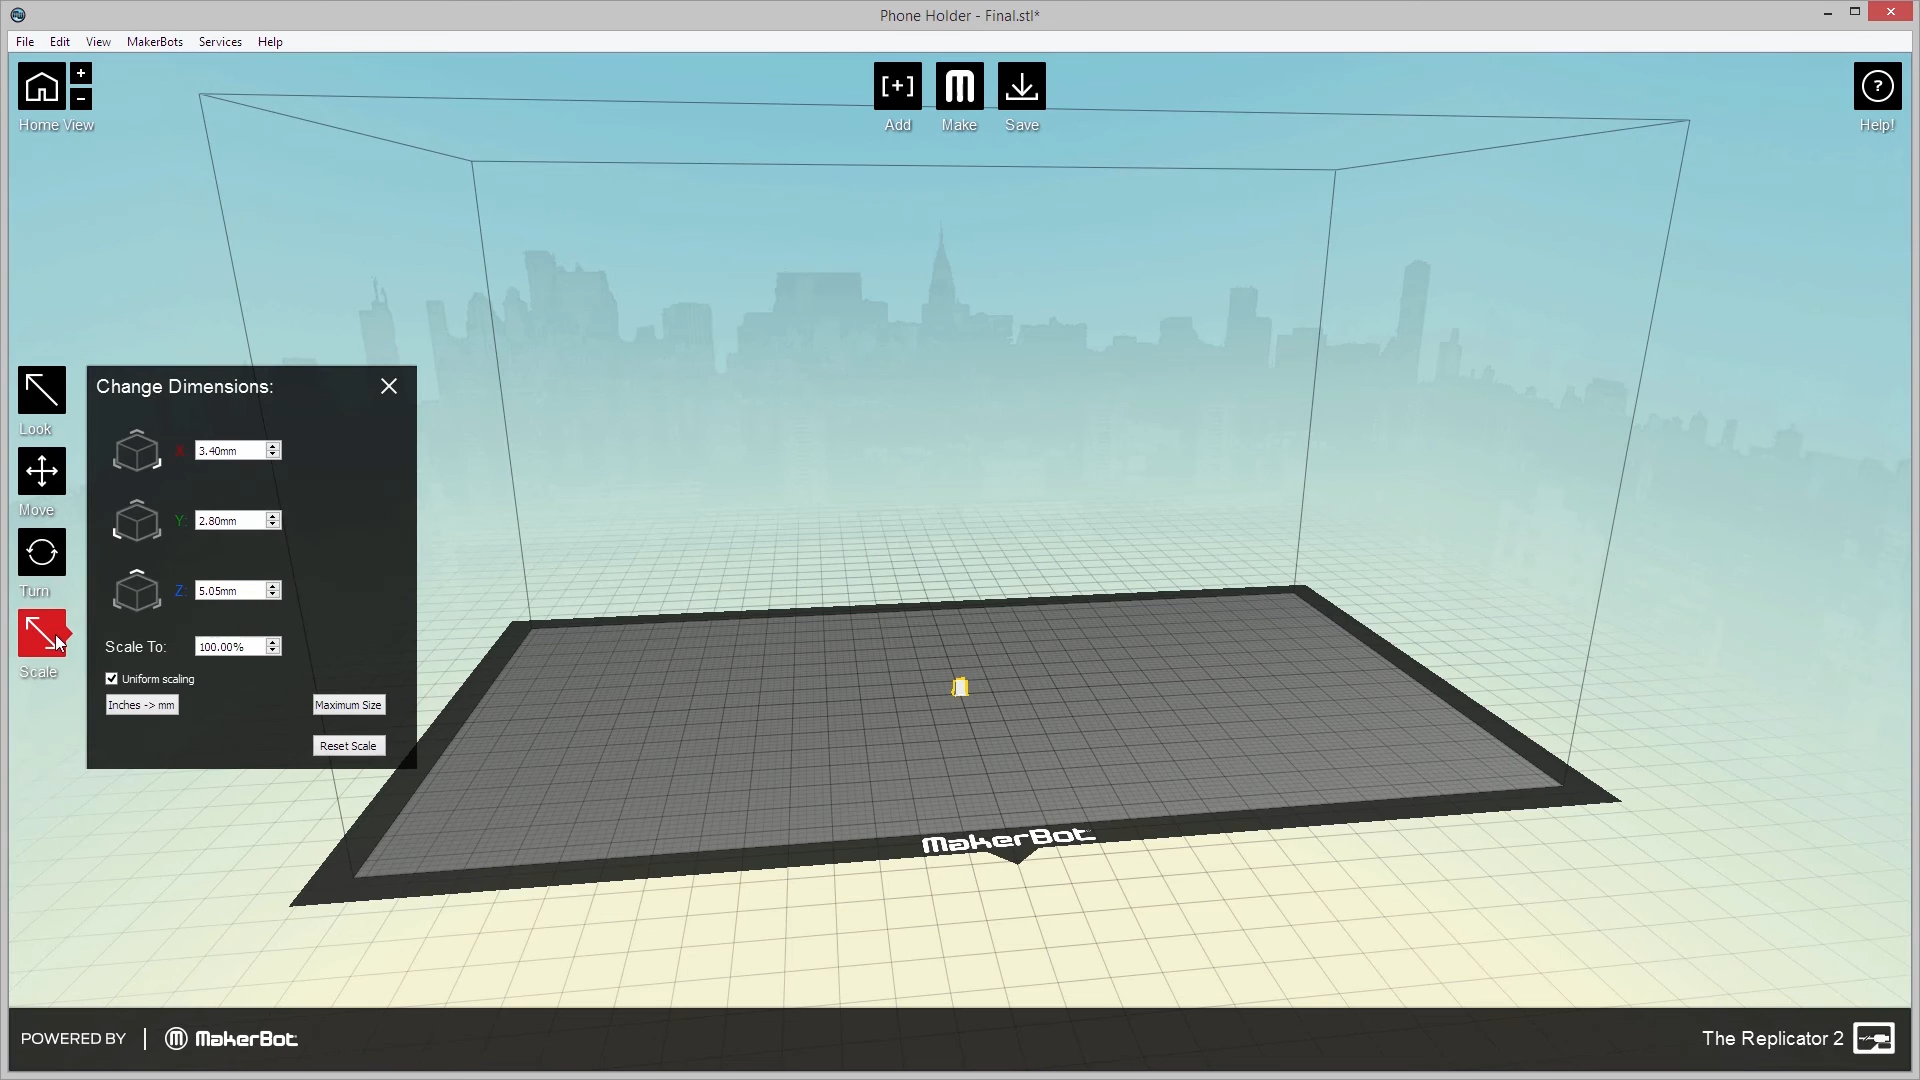 Phone Holder - Final.stl*
File Edit View MakerBots Services Help
+
-
Home View
[+]
Add
M
Make
Save
?
Help!
Look
Move
Turn
Scale
Change Dimensions:
X: 3.40mm
Y: 2.80mm
Z: 5.05mm
Scale To: 100.00%
Uniform scaling
Inches -> mm
Maximum Size
Reset Scale
MakerBot
POWERED BY | MakerBot
The Replicator 2